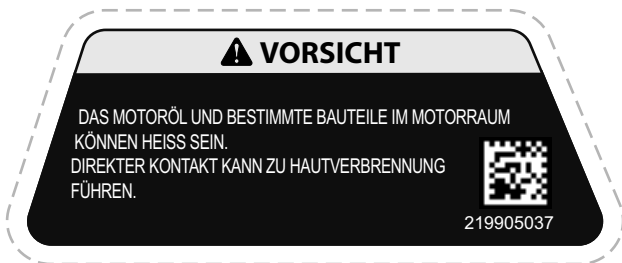 VORSICHT
DAS MOTORÖL UND BESTIMMTE BAUTEILE IM MOTORRAUM
KÖNNEN HEISS SEIN.
DIREKTER KONTAKT KANN ZU HAUTVERBRENNUNG
FÜHREN.
219905037